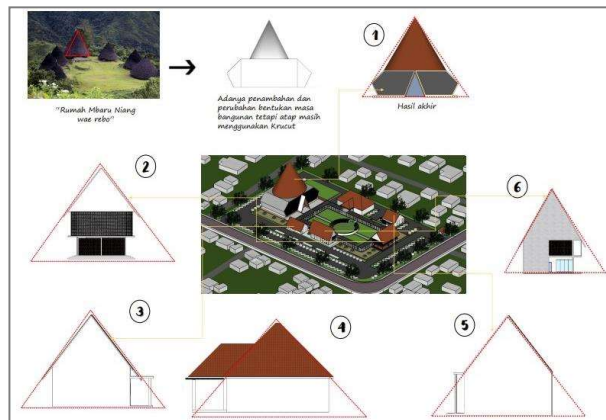 1
"Rumah Mbaru Niang
wae rebo"
Adanya penambahan dan
perubahan bentukan masa
bangunan tetapi atap masih
menggunakan Krucut
Hasil akhir
2
6
3
4
5